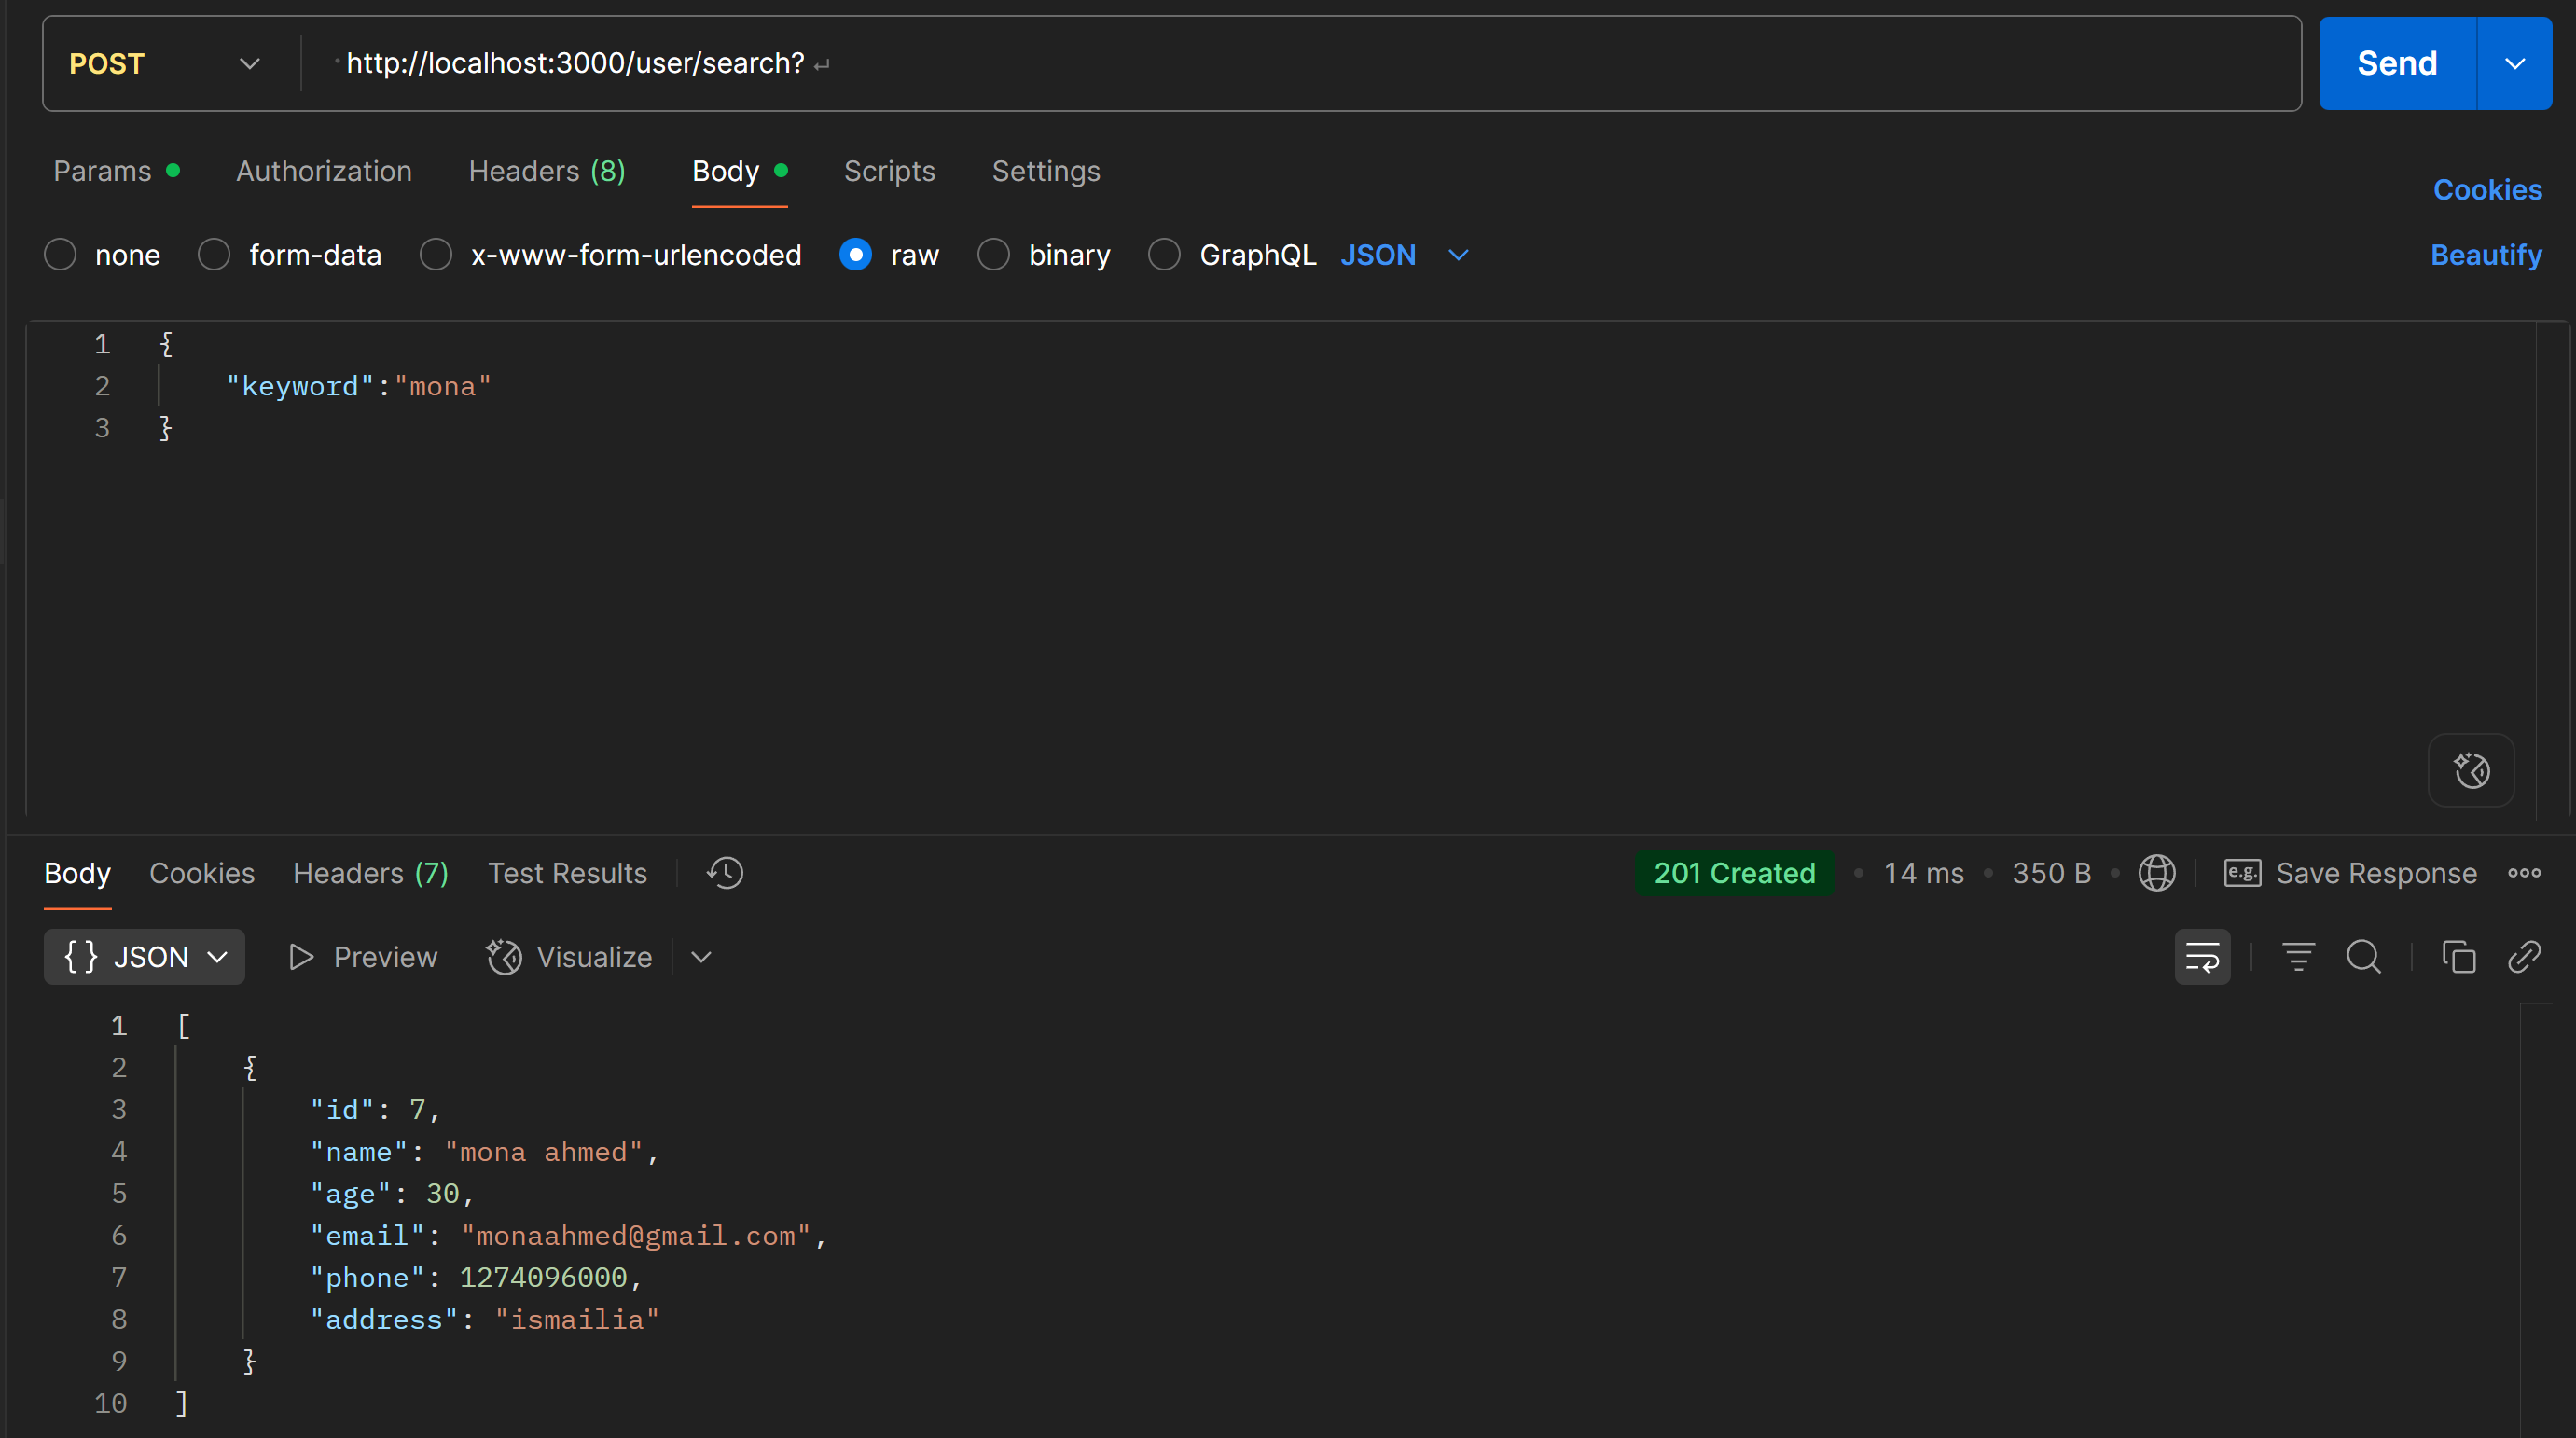 POST http://localhost:3000/user/search? ↵ Send
Params Authorization Headers (8) Body Scripts Settings Cookies
none form-data x-www-form-urlencoded raw binary GraphQL JSON Beautify
1 {
2 "keyword":"mona"
3 }
Body Cookies Headers (7) Test Results 201 Created • 14 ms • 350 B • e.g. Save Response
{} JSON Preview Visualize
1 [
2 {
3 "id": 7,
4 "name": "mona ahmed",
5 "age": 30,
6 "email": "monaahmed@gmail.com",
7 "phone": 1274096000,
8 "address": "ismailia"
9 }
10 ]